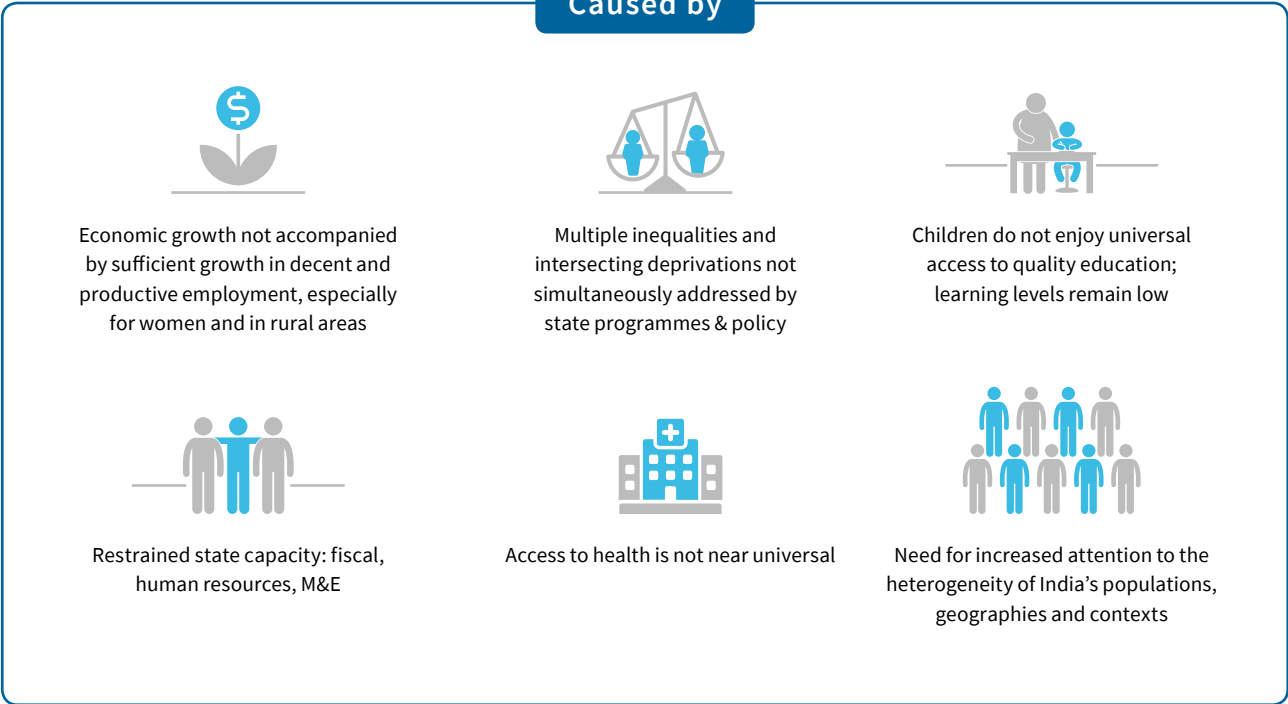 Caused by
Economic growth not accompanied
by sufficient growth in decent and
productive employment, especially
for women and in rural areas
Multiple inequalities and
intersecting deprivations not
simultaneously addressed by
state programmes & policy
Children do not enjoy universal
access to quality education;
learning levels remain low
Restrained state capacity: fiscal,
human resources, M&E
Access to health is not near universal
Need for increased attention to the
heterogeneity of India's populations,
geographies and contexts